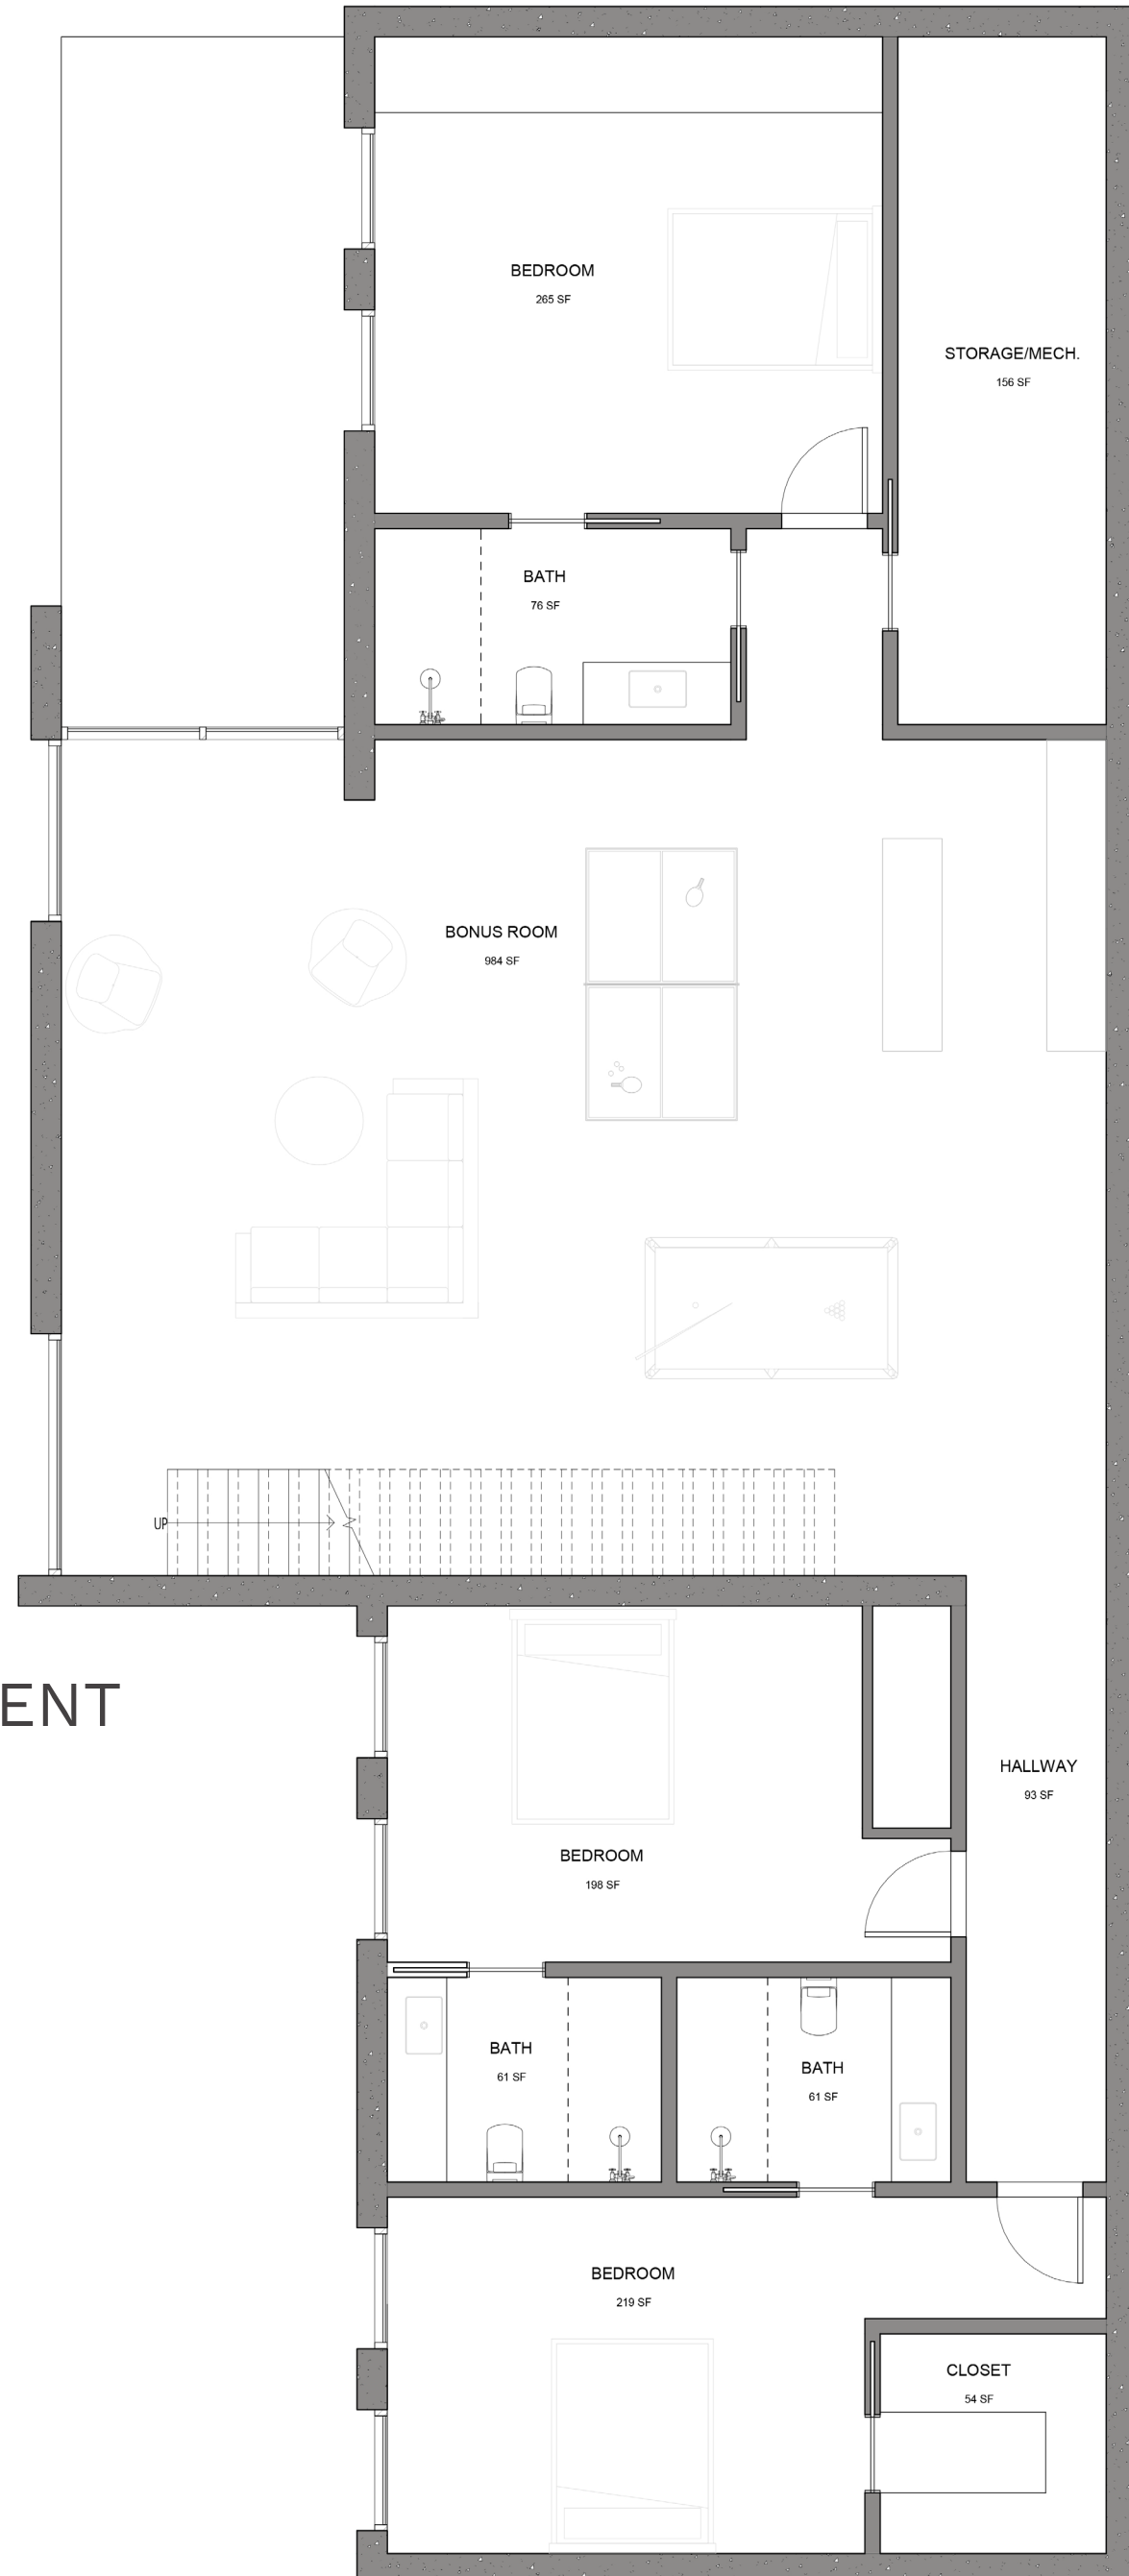 BEDROOM
265 SF
STORAGE/MECH.
156 SF
BATH
76 SF
BONUS ROOM
984 SF
UP
ENT
HALLWAY
93 SF
BEDROOM
198 SF
BATH
61 SF
BATH
61 SF
BEDROOM
219 SF
CLOSET
54 SF